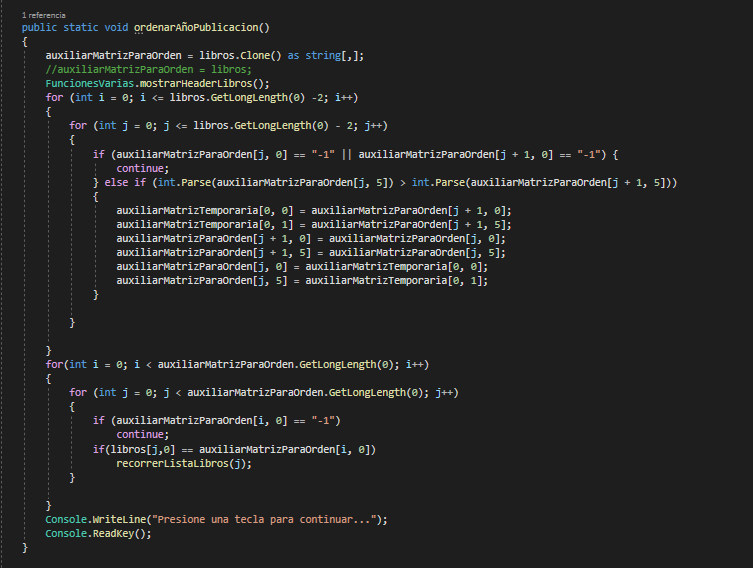 1 referencia
public static void ordenarAñoPublicacion()
{
auxiliarMatrizParaOrden = libros.Clone() as string[,];
//auxiliarMatrizParaOrden = libros;
FuncionesVarias.mostrarHeaderLibros();
for (int i = 0; i <= libros.GetLongLength(0) -2; i++)
{
for (int j = 0; j <= libros.GetLongLength(0) - 2; j++)
{
if (auxiliarMatrizParaOrden[j, 0] == "-1" || auxiliarMatrizParaOrden[j + 1, 0] == "-1") {
continue;
} else if (int.Parse(auxiliarMatrizParaOrden[j, 5]) > int.Parse(auxiliarMatrizParaOrden[j + 1, 5]))
{
auxiliarMatrizTemporaria[0, 0] = auxiliarMatrizParaOrden[j + 1, 0];
auxiliarMatrizTemporaria[0, 1] = auxiliarMatrizParaOrden[j + 1, 5];
auxiliarMatrizParaOrden[j + 1, 0] = auxiliarMatrizParaOrden[j, 0];
auxiliarMatrizParaOrden[j + 1, 5] = auxiliarMatrizParaOrden[j, 5];
auxiliarMatrizParaOrden[j, 0] = auxiliarMatrizTemporaria[0, 0];
auxiliarMatrizParaOrden[j, 5] = auxiliarMatrizTemporaria[0, 1];
}
}
}
for(int i = 0; i < auxiliarMatrizParaOrden.GetLongLength(0); i++)
{
for (int j = 0; j < auxiliarMatrizParaOrden.GetLongLength(0); j++)
{
if (auxiliarMatrizParaOrden[i, 0] == "-1")
continue;
if(libros[j,0] == auxiliarMatrizParaOrden[i, 0])
recorrerListaLibros(j);
}
}
Console.WriteLine("Presione una tecla para continuar...");
Console.ReadKey();
}